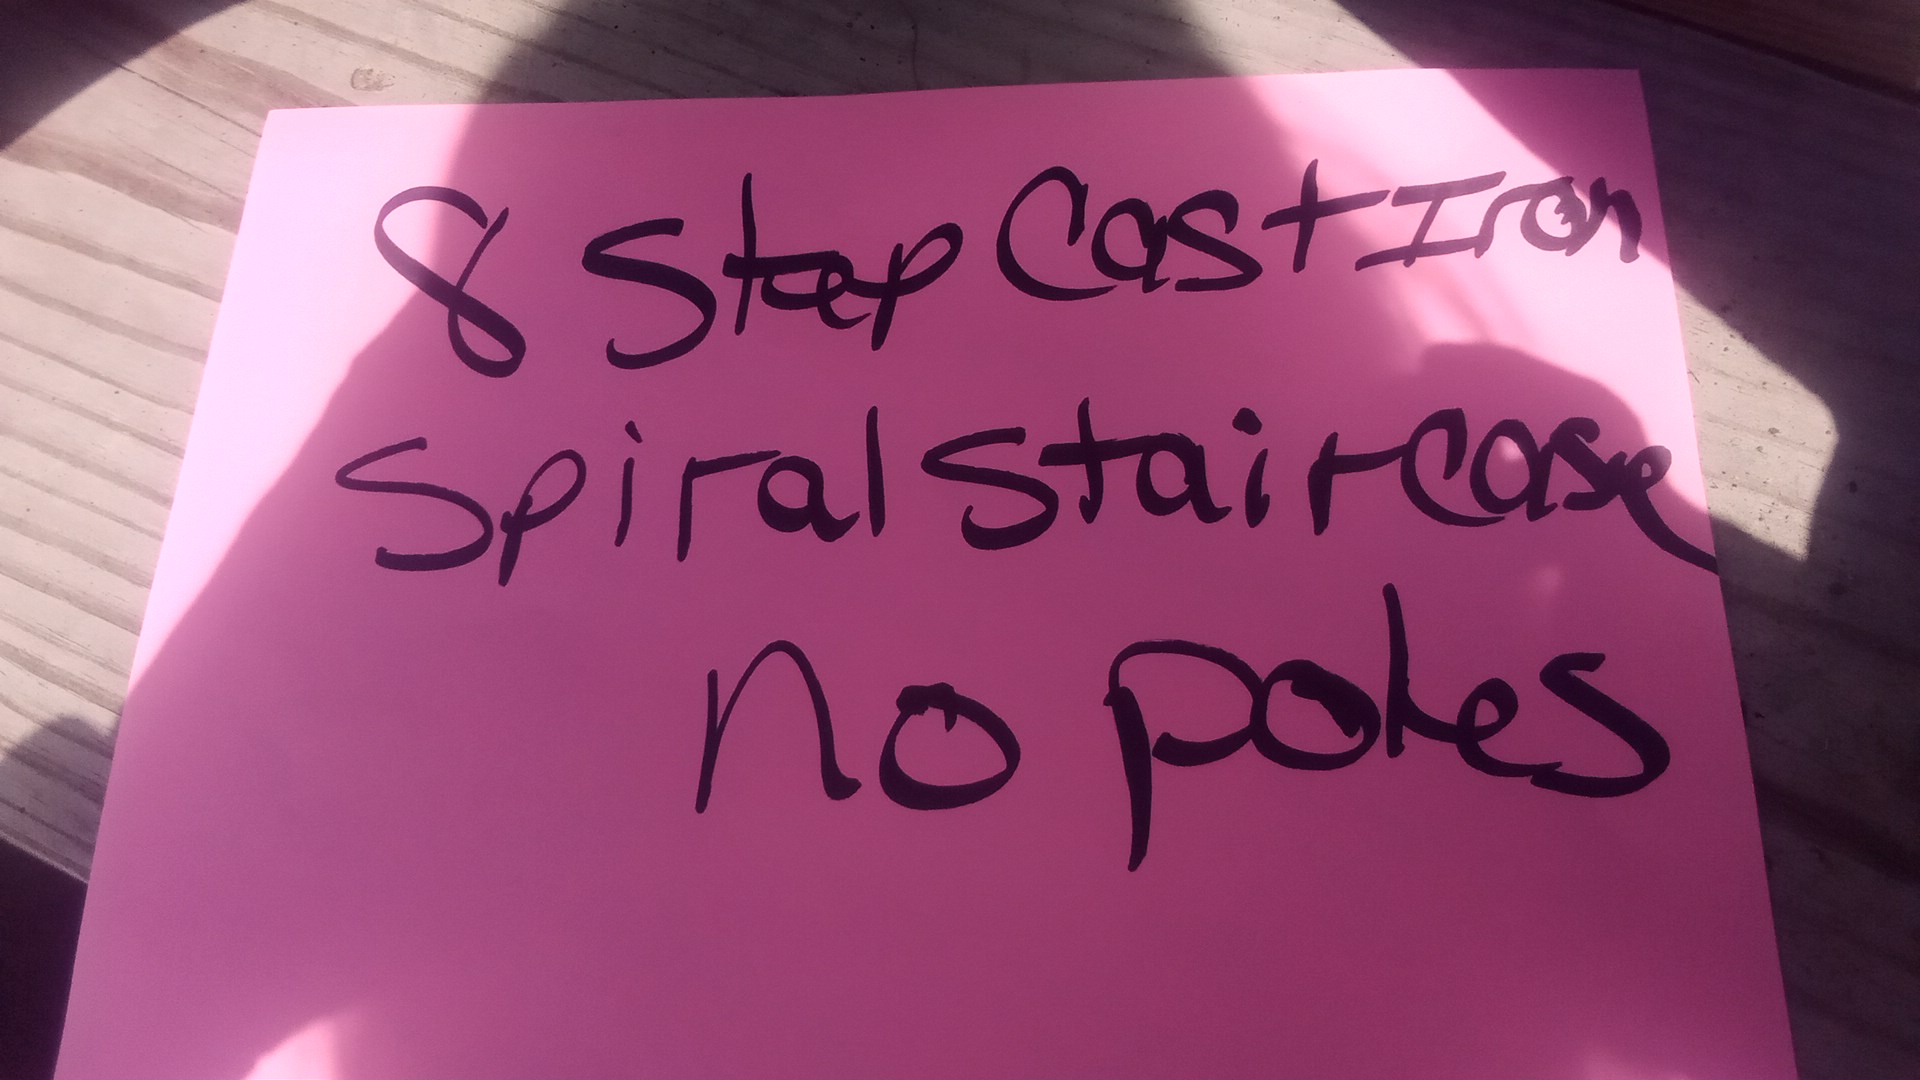 8 Step Cast Iron
Spiral Staircase
no poles